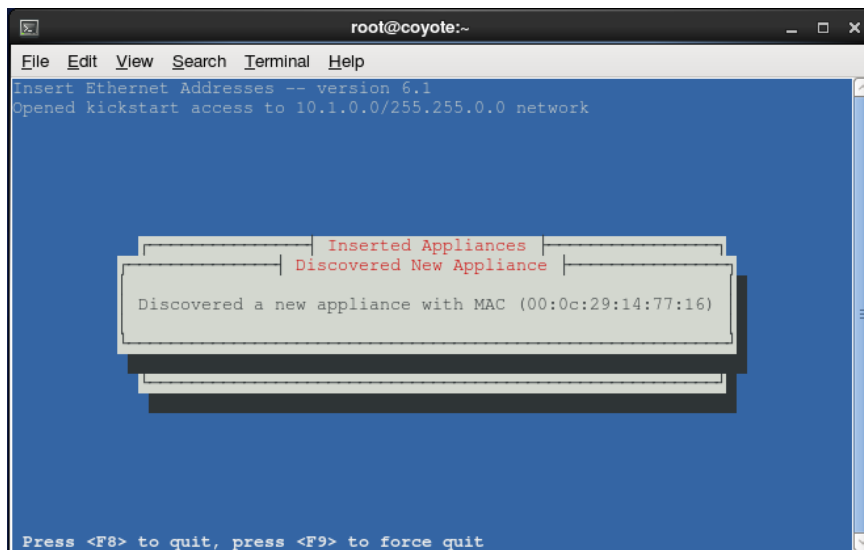 root@coyote:~
File Edit View Search Terminal Help
Insert Ethernet Addresses -- version 6.1
Opened kickstart access to 10.1.0.0/255.255.0.0 network
Inserted Appliances
Discovered New Appliance
Discovered a new appliance with MAC (00:0c:29:14:77:16)
Press <F8> to quit, press <F9> to force quit